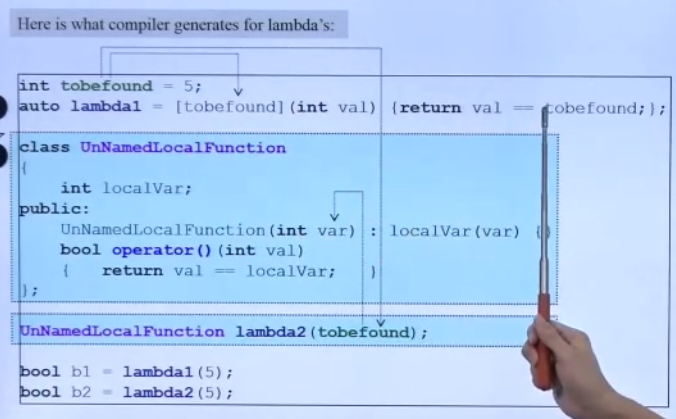 Here is what compiler generates for lambda's:
int tobefound = 5;
auto lambda1 = [tobefound](int val) {return val == tobefound;};
class UnNamedLocalFunction
{
int localVar;
public:
UnNamedLocalFunction(int var) : localVar(var) {}
bool operator()(int val)
{ return val == localVar; }
};
UnNamedLocalFunction lambda2(tobefound);
bool b1 = lambda1(5);
bool b2 = lambda2(5);